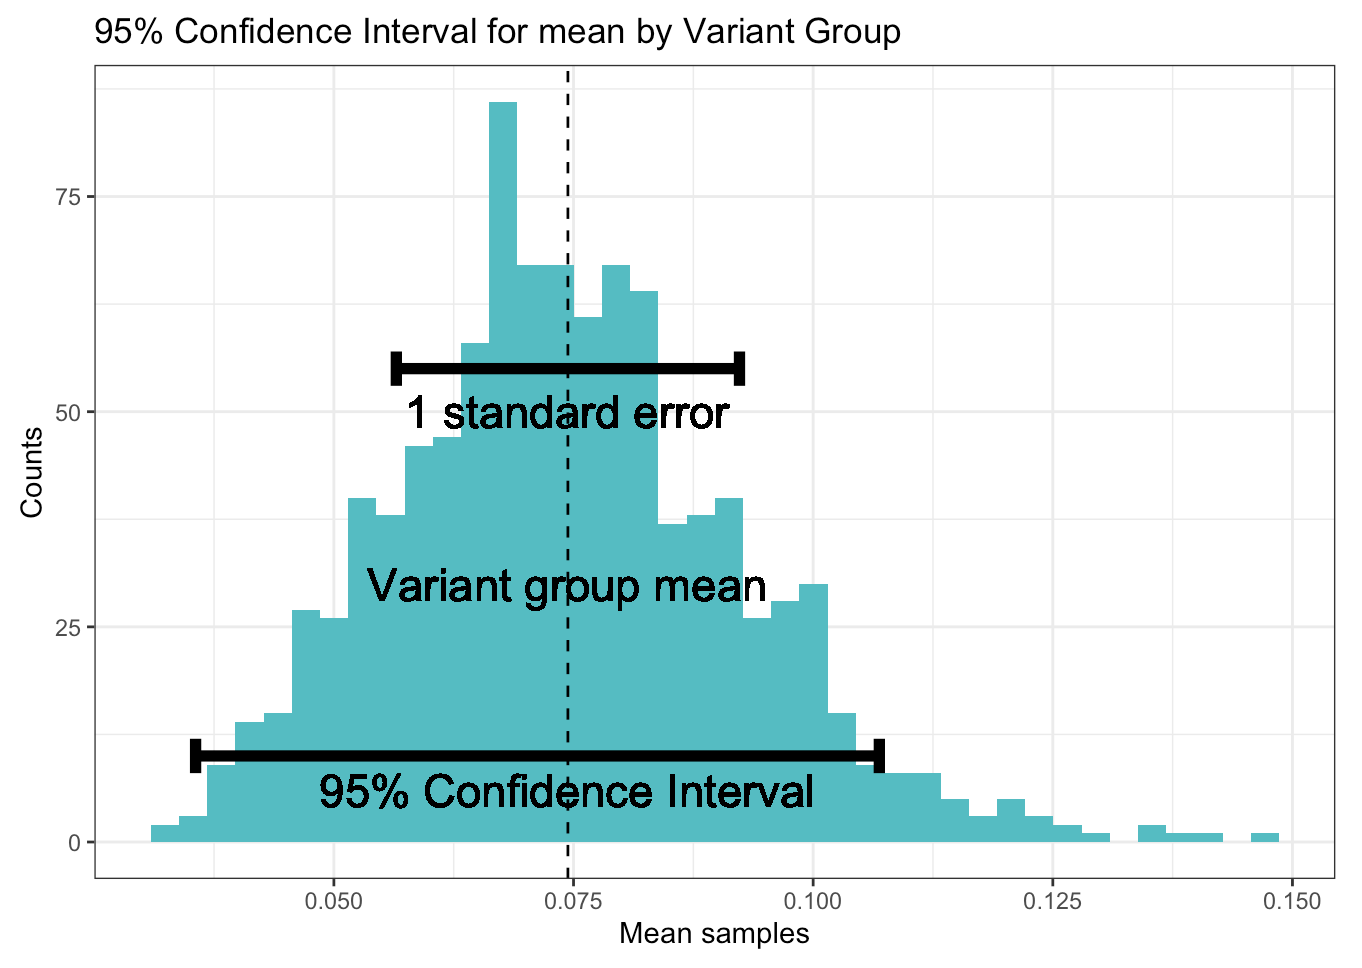 95% Confidence Interval for mean by Variant Group
75
50
25
0
Counts
1 standard error
Variant group mean
95% Confidence Interval
0.050 0.075 0.100 0.125 0.150
Mean samples